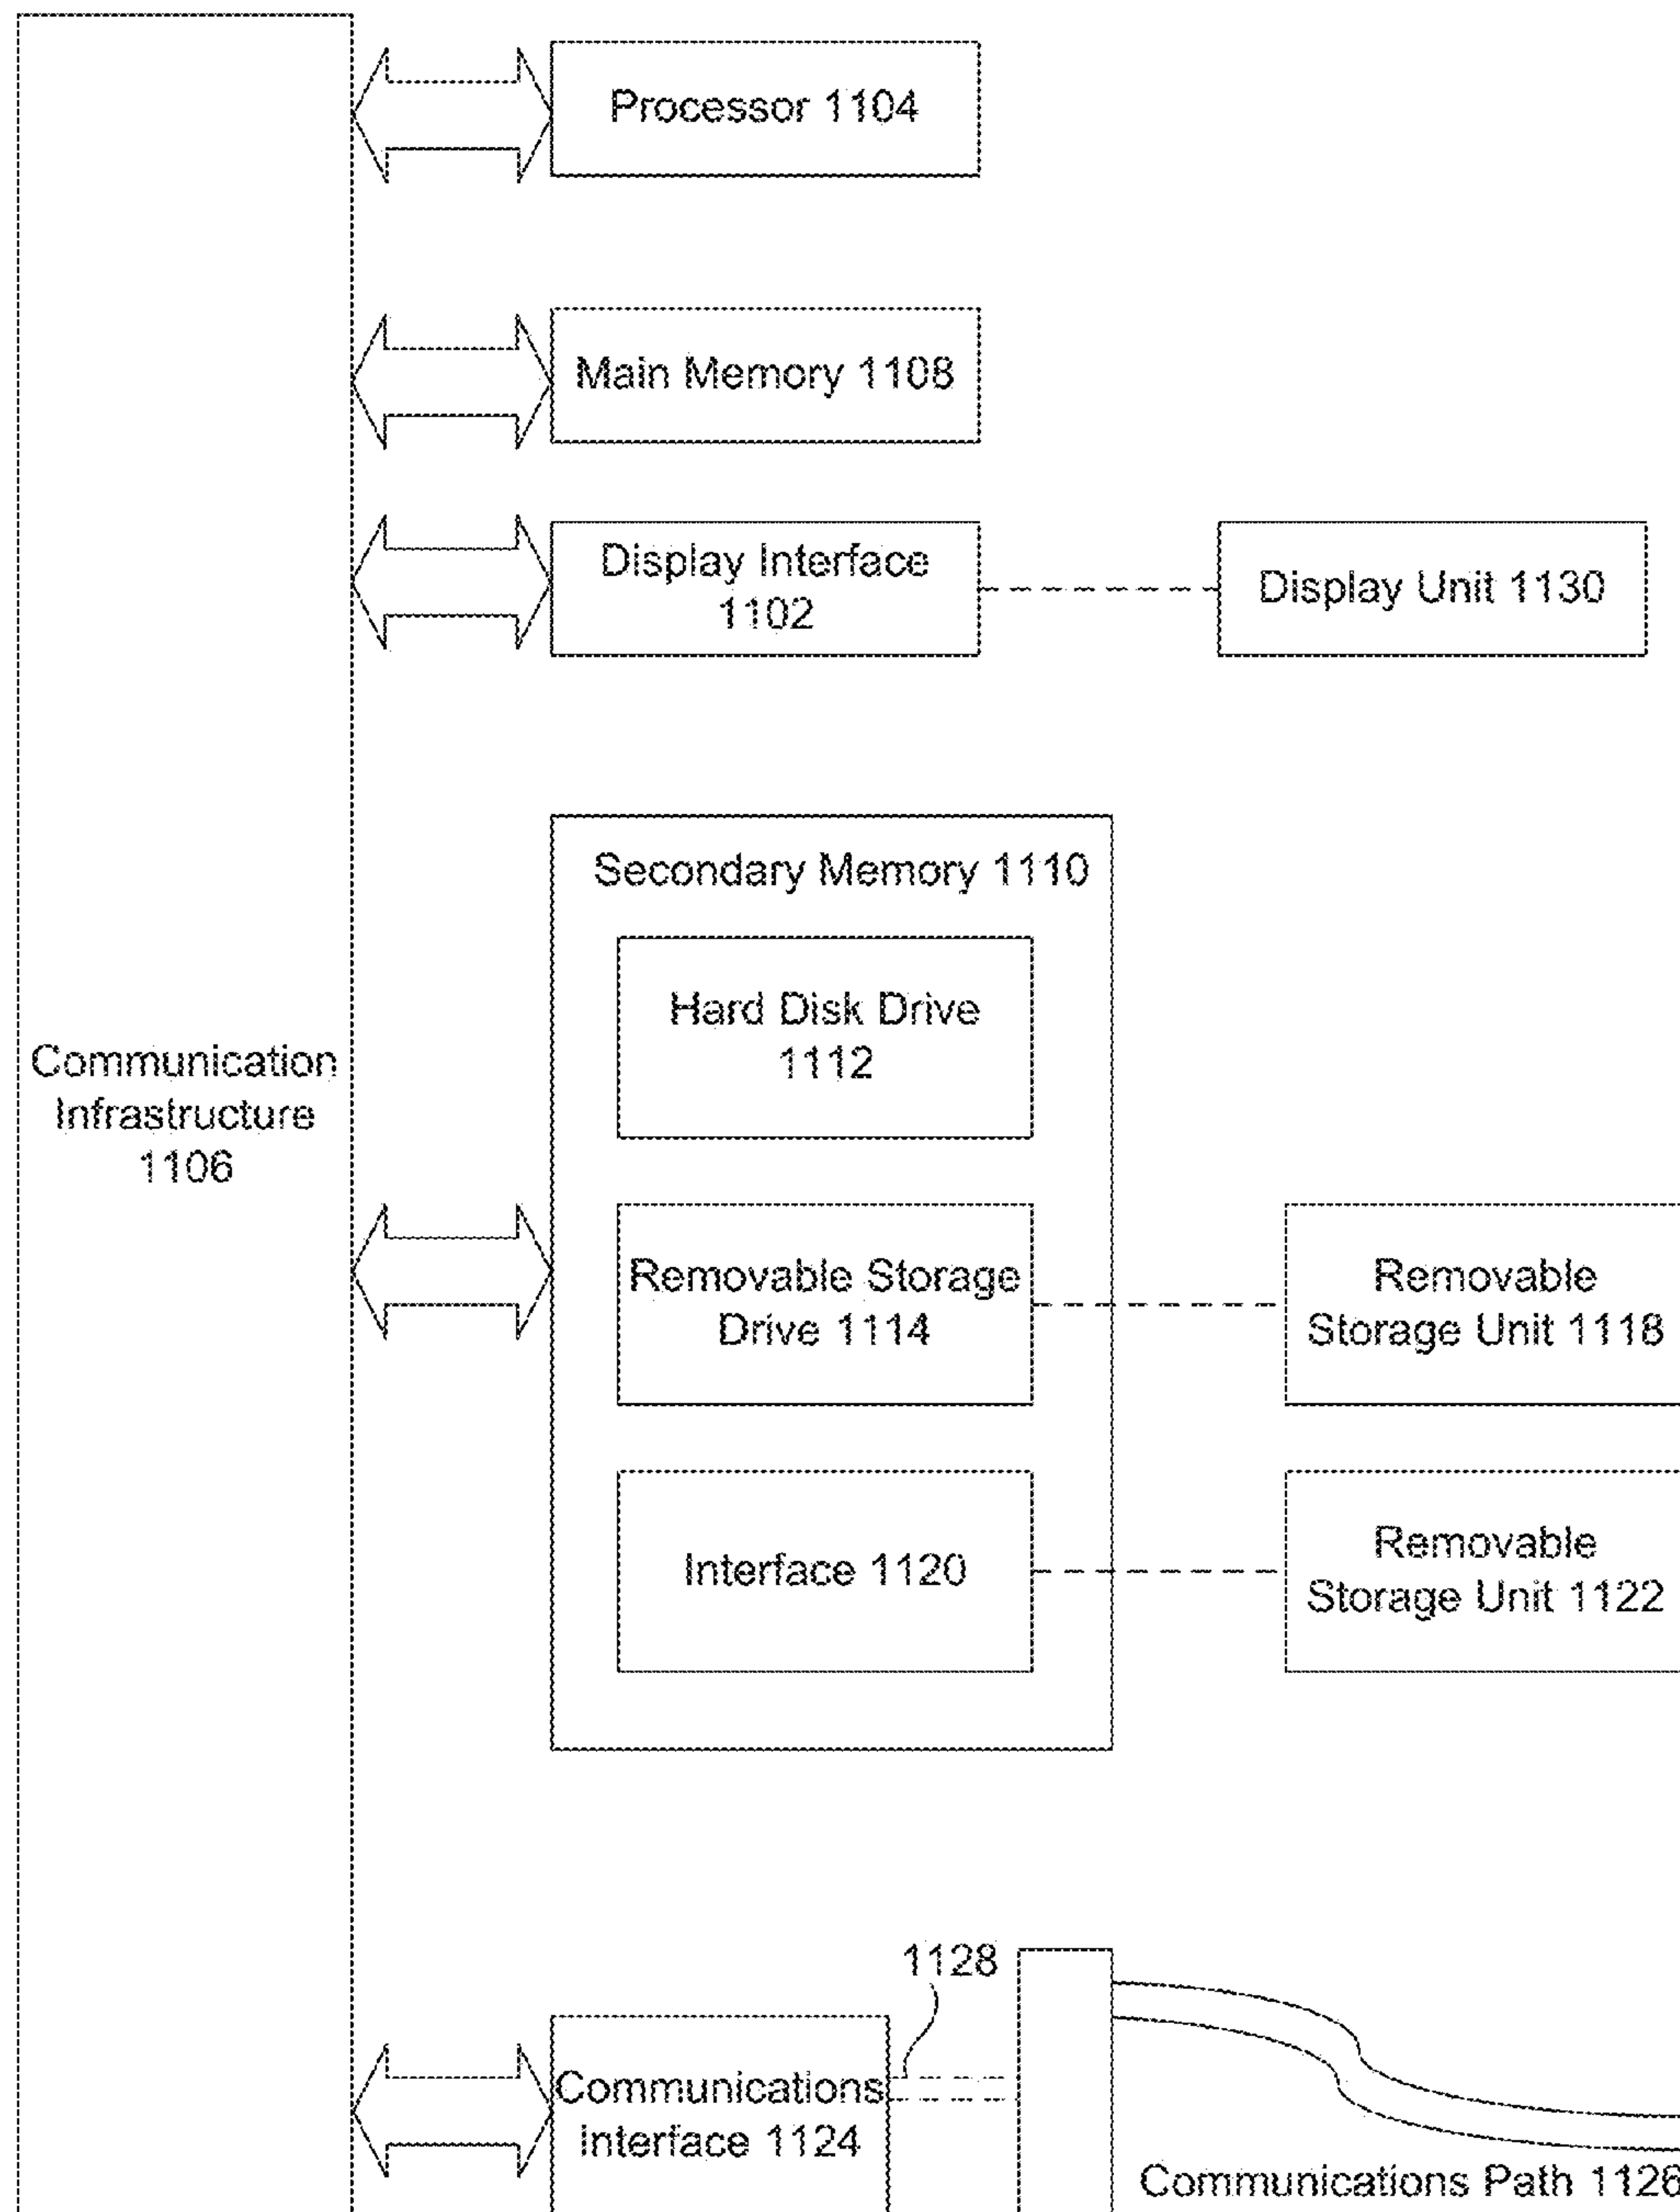 Processor 1104
Main Memory 1108
Display Interface
1102
Display Unit 1130
Secondary Memory 1110
Hard Disk Drive
1112
Communication
Infrastructure
1106
Removable Storage
Drive 1114
Removable
Storage Unit 1118
Interface 1120
Removable
Storage Unit 1122
1128
Communications
Interface 1124
Communications Path 1126